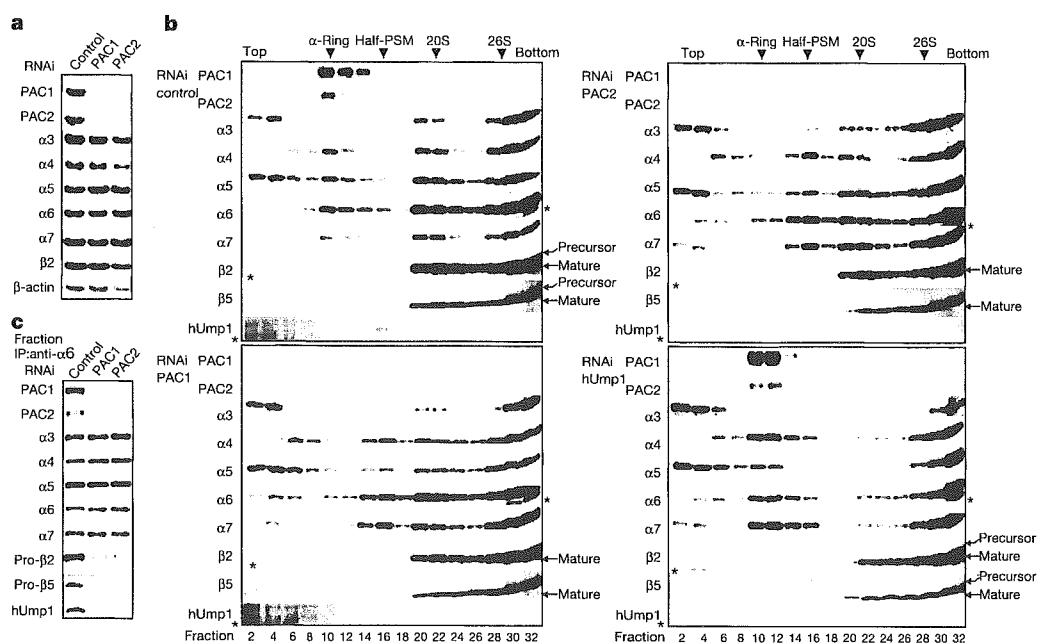 a
RNAi Control PAC1 PAC2
PAC1
PAC2
α3
α4
α5
α6
α7
β2
β-actin
c
Fraction
IP:anti-α6
RNAi Control PAC1 PAC2
PAC1
PAC2
α3
α4
α5
α6
α7
Pro-β2
Pro-β5
hUmp1
b
Top α-Ring Half-PSM 20S 26S Bottom
RNAi control
PAC1
PAC2
α3
α4
α5
α6 *
α7
Precursor
β2 Mature
*
Precursor
β5 Mature
hUmp1 *
RNAi PAC1
PAC1
PAC2
α3
α4
α5
α6 *
α7
β2 Mature
*
β5 Mature
hUmp1 *
Fraction 2 4 6 8 10 12 14 16 18 20 22 24 26 28 30 32
Top α-Ring Half-PSM 20S 26S Bottom
RNAi PAC2
PAC1
PAC2
α3
α4
α5
α6 *
α7
β2 Mature
*
β5 Mature
hUmp1 *
RNAi hUmp1
PAC1
PAC2
α3
α4
α5
α6 *
α7
Precursor
β2 Mature
*
Precursor
β5 Mature
hUmp1 *
Fraction 2 4 6 8 10 12 14 16 18 20 22 24 26 28 30 32